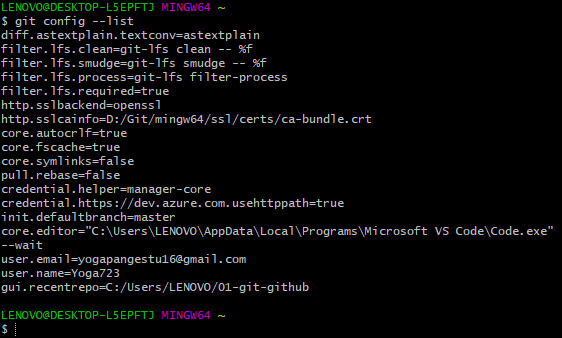 LENOVO@DESKTOP-L5EPFTJ MINGW64 ~
$ git config --list
diff.astextplain.textconv=astextplain
filter.lfs.clean=git-lfs clean -- %f
filter.lfs.smudge=git-lfs smudge -- %f
filter.lfs.process=git-lfs filter-process
filter.lfs.required=true
http.sslbackend=openssl
http.sslcainfo=D:/Git/mingw64/ssl/certs/ca-bundle.crt
core.autocrlf=true
core.fscache=true
core.symlinks=false
pull.rebase=false
credential.helper=manager-core
credential.https://dev.azure.com.usehttppath=true
init.defaultbranch=master
core.editor="C:\Users\LENOVO\AppData\Local\Programs\Microsoft VS Code\Code.exe"
--wait
user.email=yogapangestu16@gmail.com
user.name=Yoga723
gui.recentrepo=C:/Users/LENOVO/01-git-github
LENOVO@DESKTOP-L5EPFTJ MINGW64 ~
$